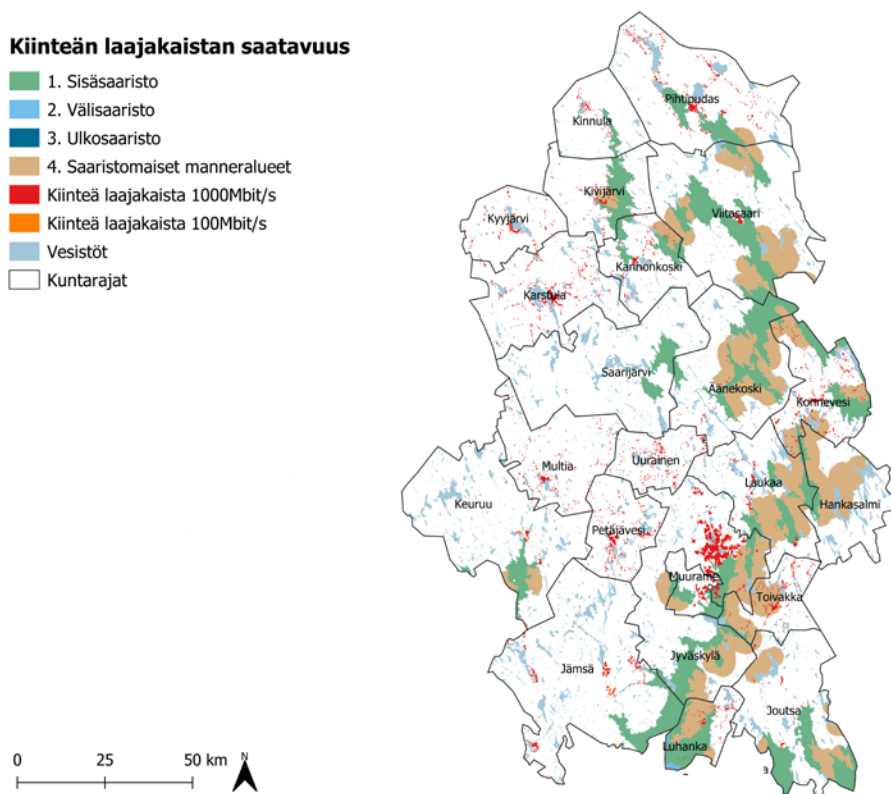 Kiinteän laajakaistan saatavuus
1. Sisäsaaristo
2. Välisaaristo
3. Ulkosaaristo
4. Saaristomaiset manneralueet
Kiinteä laajakaista 1000Mbit/s
Kiinteä laajakaista 100Mbit/s
Vesistöt
Kuntarajat
Pihtipudas
Kinnula
Kivijärvi
Kyyjärvi
Viitasaari
Kannonkoski
Karstula
Saarijärvi
Äänekoski
Konnevesi
Multia
Uurainen
Laukaa
Keuruu
Hankasalmi
Petäjävesi
Muurame
Toivakka
Jyväskylä
Jämsä
Joutsa
Luhanka
a
0 25 50 km
N